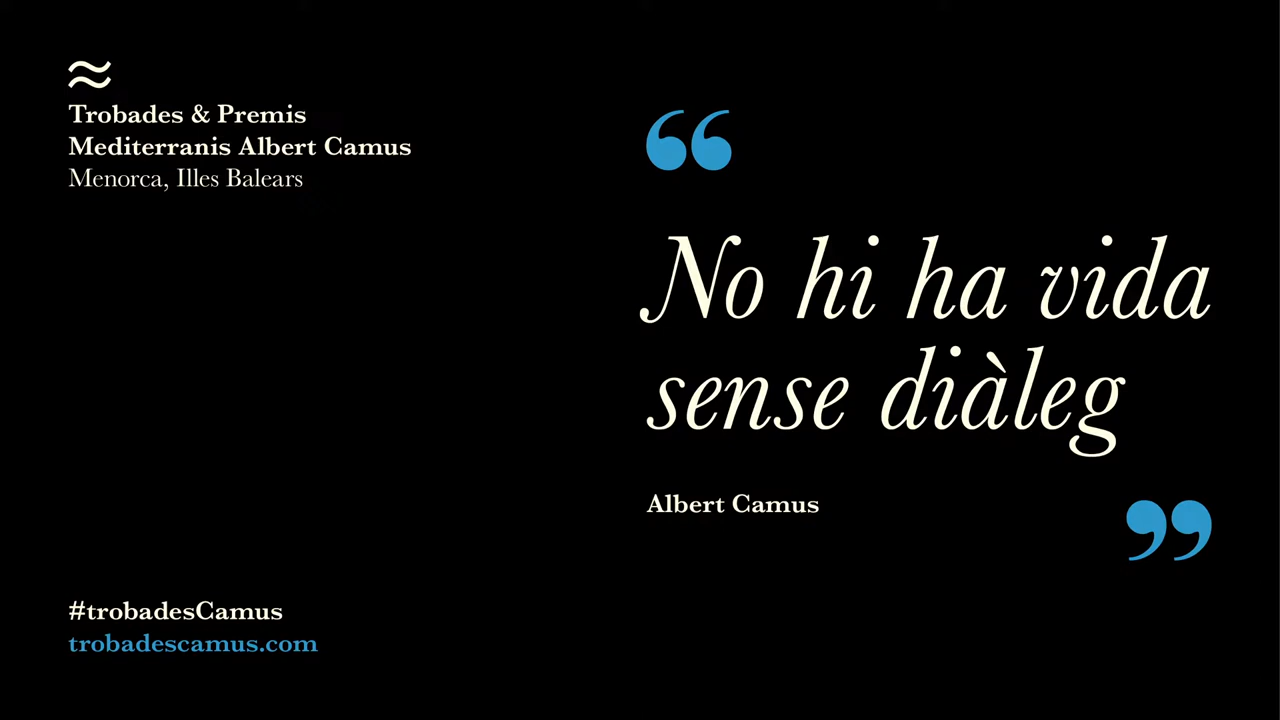 Trobades & Premis
Mediterranis Albert Camus
Menorca, Illes Balears
“
No hi ha vida
sense diàleg
Albert Camus
”
#trobadesCamus
trobadescamus.com